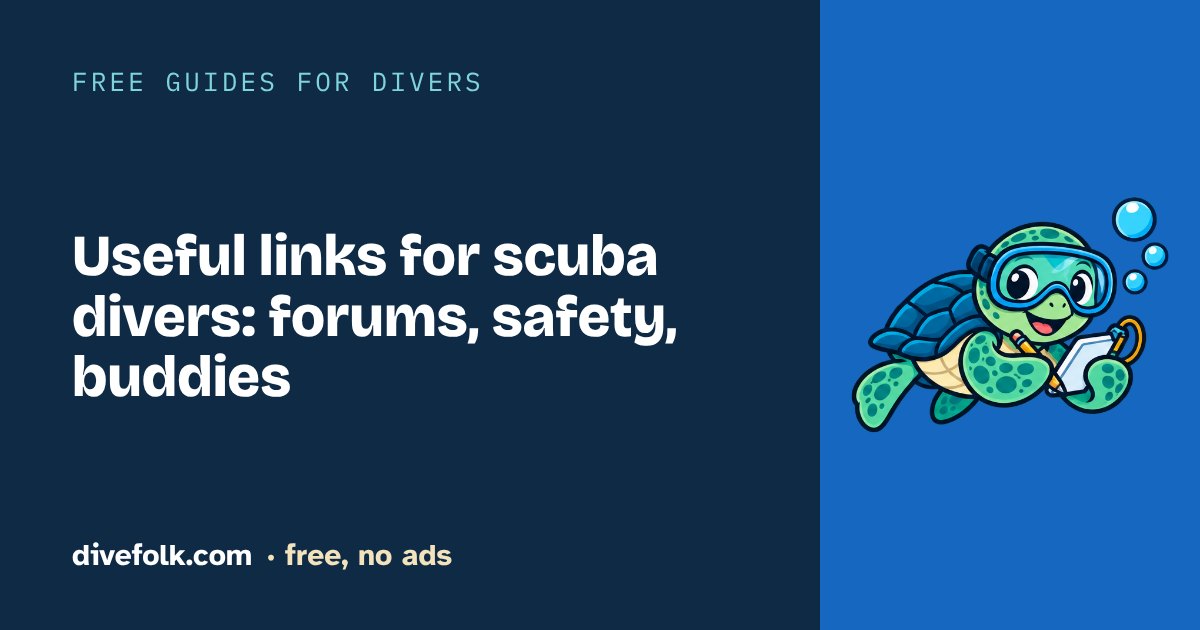 FREE GUIDES FOR DIVERS
Useful links for scuba
divers: forums, safety,
buddies
divefolk.com · free, no ads